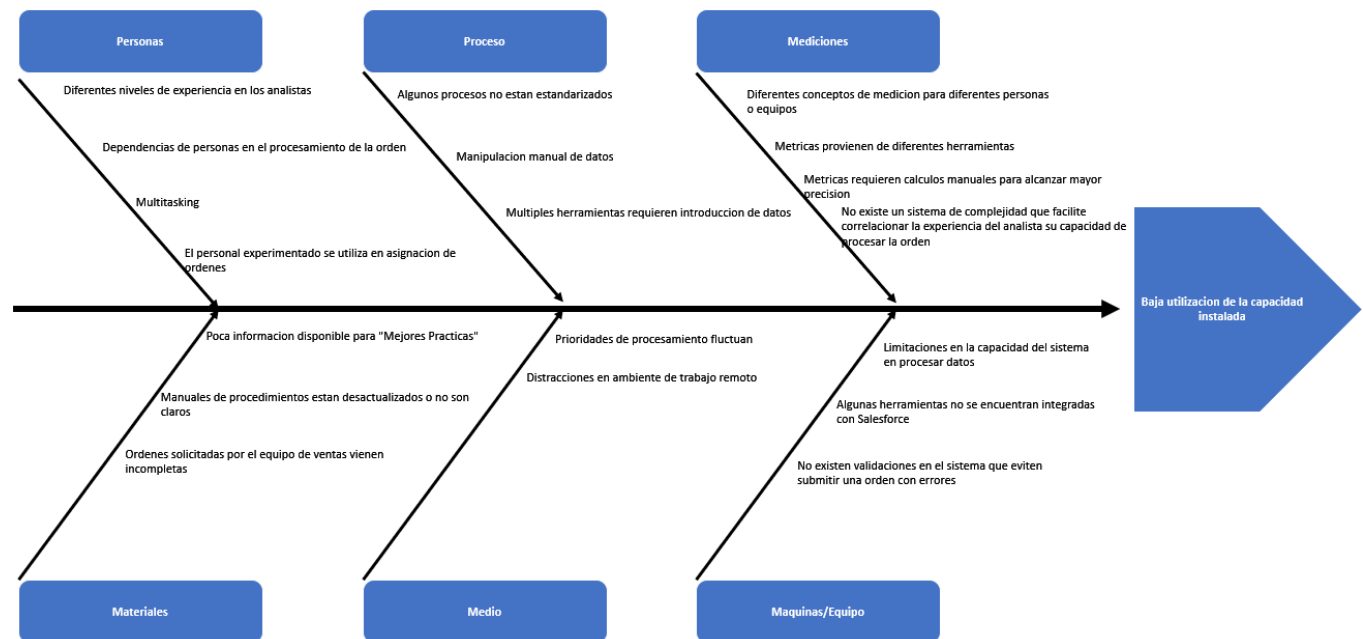 Personas
Proceso
Mediciones
Diferentes niveles de experiencia en los analistas
Dependencias de personas en el procesamiento de la orden
Multitasking
El personal experimentado se utiliza en asignacion de
ordenes
Algunos procesos no estan estandarizados
Manipulacion manual de datos
Multiples herramientas requieren introduccion de datos
Diferentes conceptos de medicion para diferentes personas
o equipos
Metricas provienen de diferentes herramientas
Metricas requieren calculos manuales para alcanzar mayor
precision
No existe un sistema de complejidad que facilite
correlacionar la experiencia del analista su capacidad de
procesar la orden
Baja utilizacion de la capacidad
instalada
Poca informacion disponible para "Mejores Practicas"
Manuales de procedimientos estan desactualizados o no son
claros
Ordenes solicitadas por el equipo de ventas vienen
incompletas
Prioridades de procesamiento fluctuan
Distracciones en ambiente de trabajo remoto
Limitaciones en la capacidad del sistema
en procesar datos
Algunas herramientas no se encuentran integradas
con Salesforce
No existen validaciones en el sistema que eviten
submitir una orden con errores
Materiales
Medio
Maquinas/Equipo